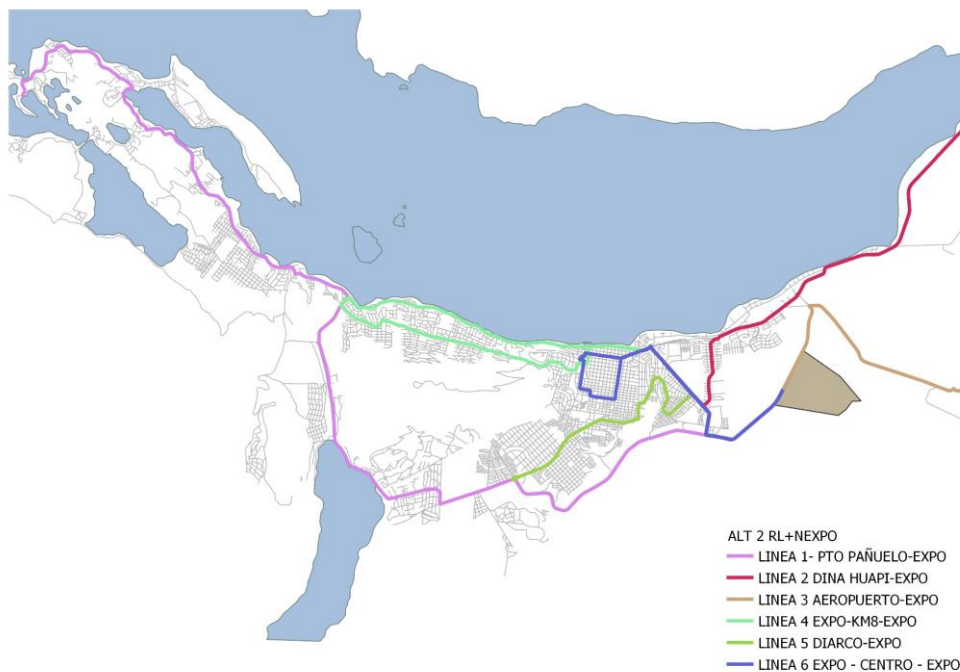 ALT 2 RL+NEXPO
LINEA 1- PTO PAÑUELO-EXPO
LINEA 2 DINA HUAPI-EXPO
LINEA 3 AEROPUERTO-EXPO
LINEA 4 EXPO-KM8-EXPO
LINEA 5 DIARCO-EXPO
LINEA 6 EXPO - CENTRO - EXPO